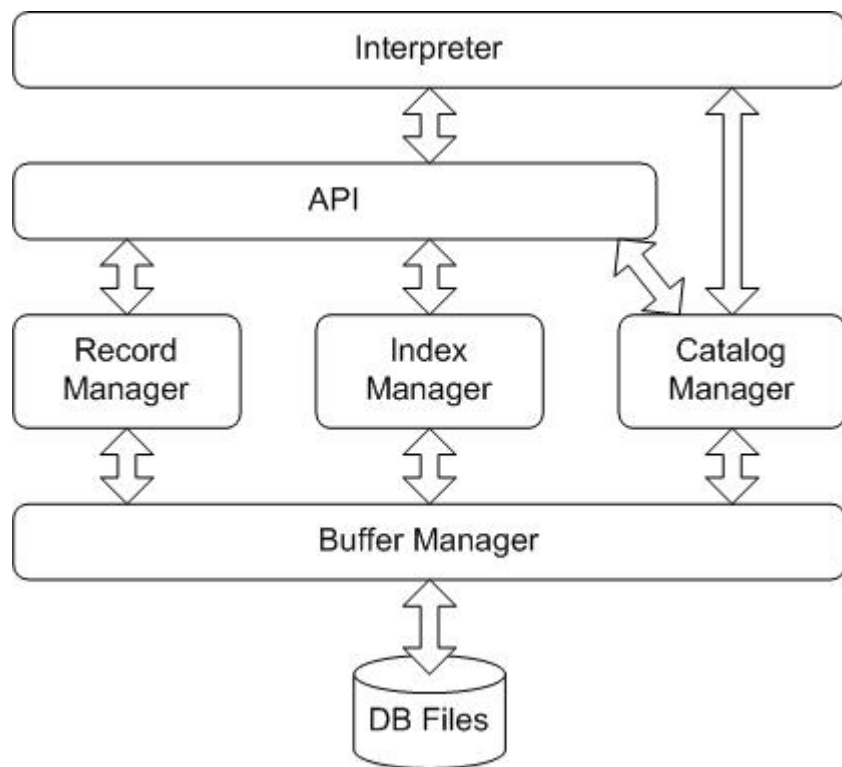 Interpreter
API
Record
Manager
Index
Manager
Catalog
Manager
Buffer Manager
DB Files